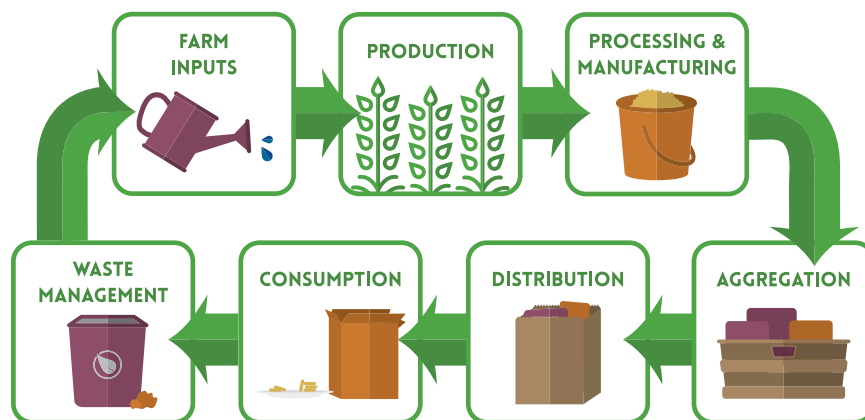 FARM
INPUTS
PRODUCTION
PROCESSING &
MANUFACTURING
AGGREGATION
DISTRIBUTION
CONSUMPTION
WASTE
MANAGEMENT